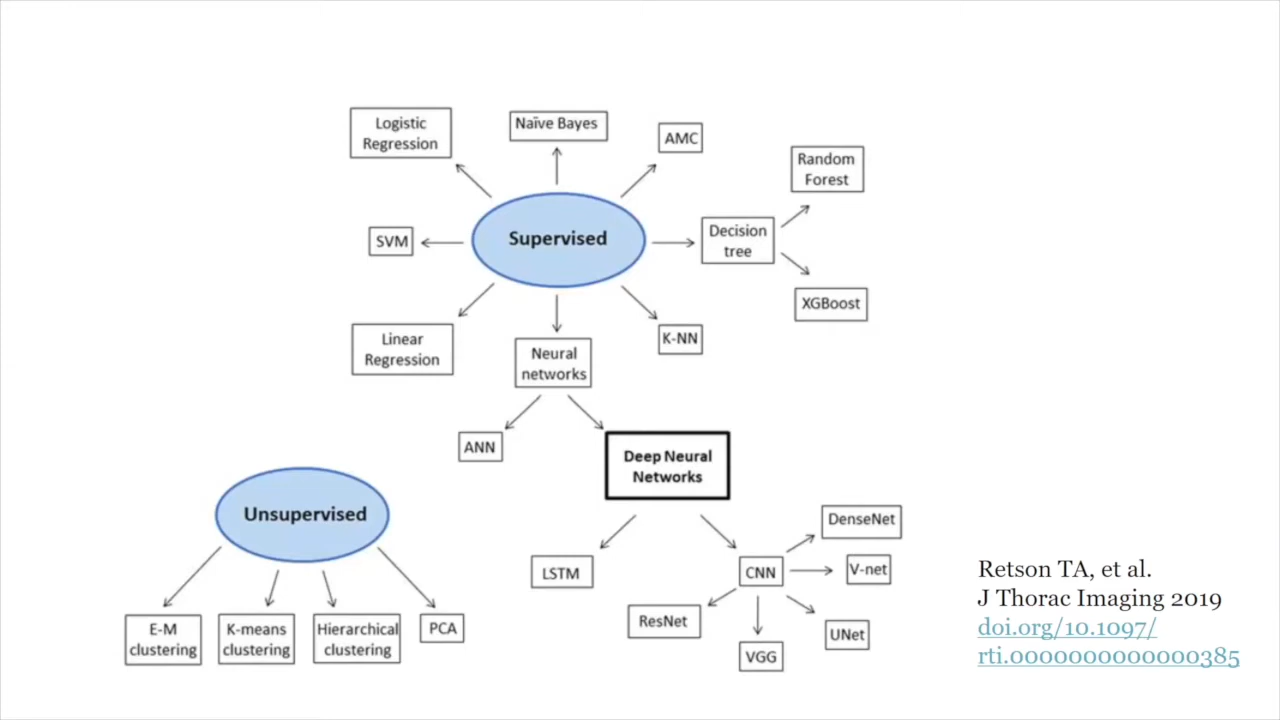 Logistic
Regression
Naïve Bayes
AMC
Random
Forest
Supervised
SVM
Decision
tree
XGBoost
Linear
Regression
Neural
networks
K-NN
ANN
Deep Neural
Networks
Unsupervised
DenseNet
LSTM
CNN
V-net
ResNet
UNet
VGG
E-M
clustering
K-means
clustering
Hierarchical
clustering
PCA
Retson TA, et al.
J Thorac Imaging 2019
doi.org/10.1097/
rti.0000000000000385